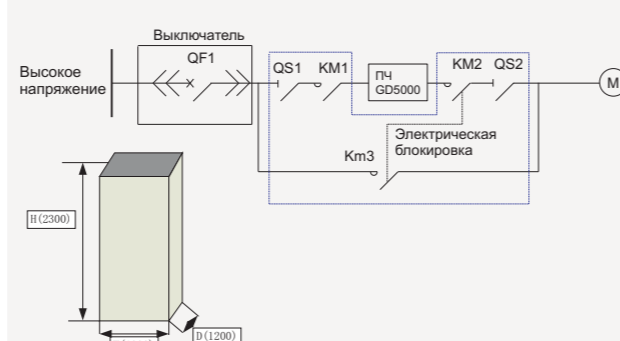 Выключатель
QF1
Высокое
напряжение
QS1
KM1
ПЧ
GD5000
KM2
QS2
M
Электрическая
блокировка
Km3
H(2300)
D(1200)